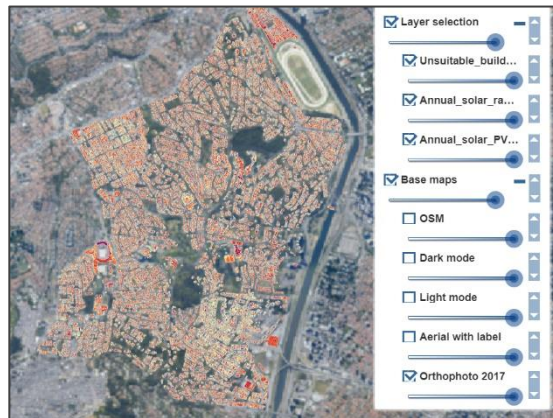 Layer selection
Unsuitable_build...
Annual_solar_ra...
Annual_solar_PV...
Base maps
OSM
Dark mode
Light mode
Aerial with label
Orthophoto 2017